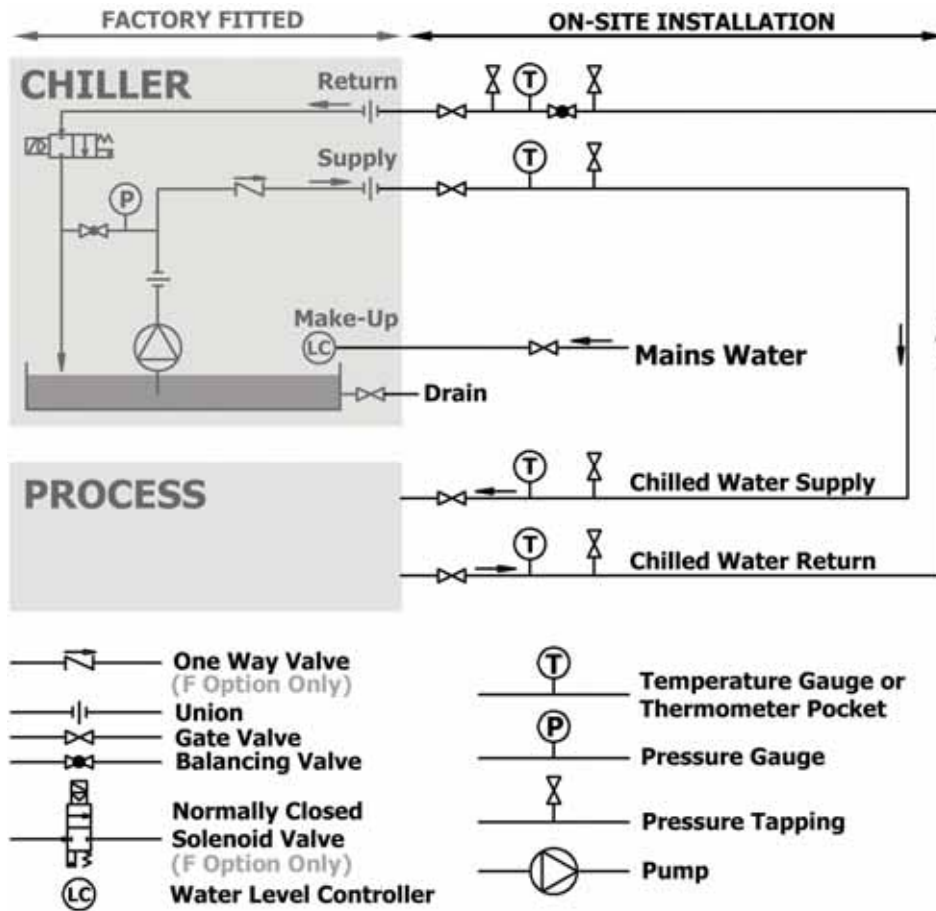 FACTORY FITTED
ON-SITE INSTALLATION
CHILLER
Return
T
Supply
T
P
Make-Up
LC
Mains Water
Drain
PROCESS
T
Chilled Water Supply
T
Chilled Water Return
One Way Valve
(F Option Only)
Union
Gate Valve
Balancing Valve
Normally Closed
Solenoid Valve
(F Option Only)
LC
Water Level Controller
T
Temperature Gauge or
Thermometer Pocket
P
Pressure Gauge
Pressure Tapping
Pump